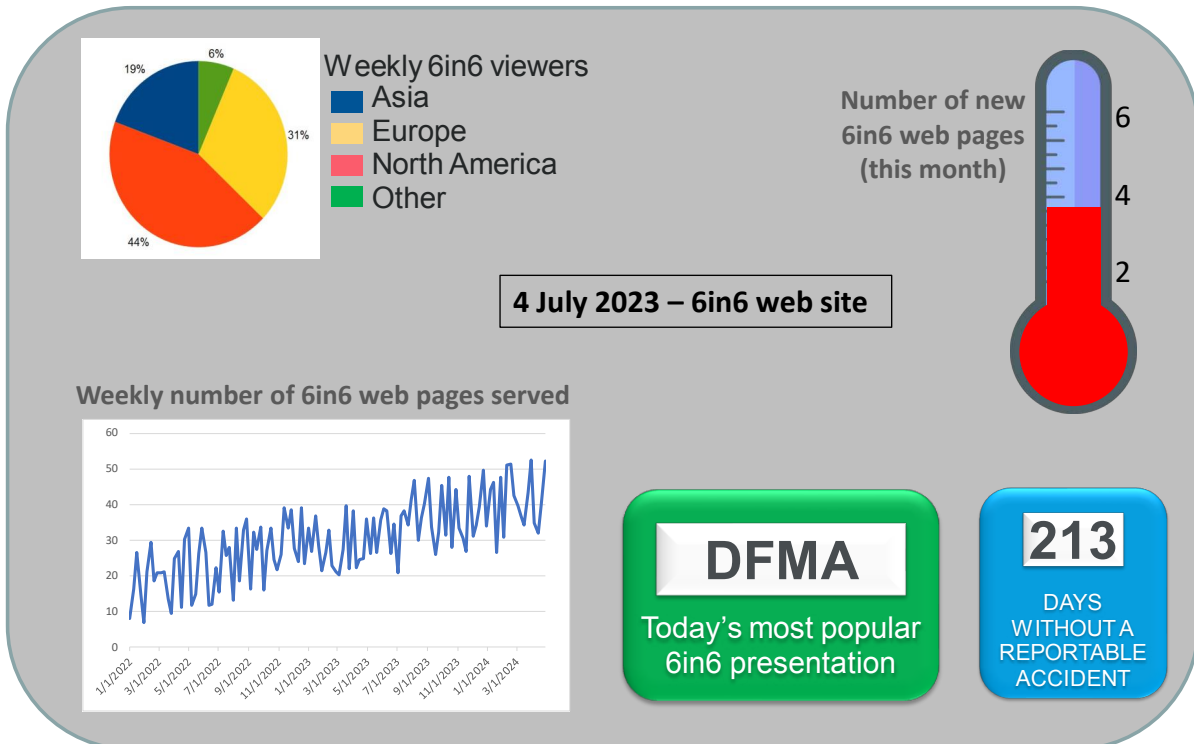 6%
19%
31%
44%
Weekly 6in6 viewers
Asia
Europe
North America
Other
Number of new
6in6 web pages
(this month)
6
4
2
4 July 2023 – 6in6 web site
Weekly number of 6in6 web pages served
60
50
40
30
20
10
0
1/1/2022
3/1/2022
5/1/2022
7/1/2022
9/1/2022
11/1/2022
1/1/2023
3/1/2023
5/1/2023
7/1/2023
9/1/2023
11/1/2023
1/1/2024
3/1/2024
DFMA
Today's most popular
6in6 presentation
213
DAYS
WITHOUT A
REPORTABLE
ACCIDENT